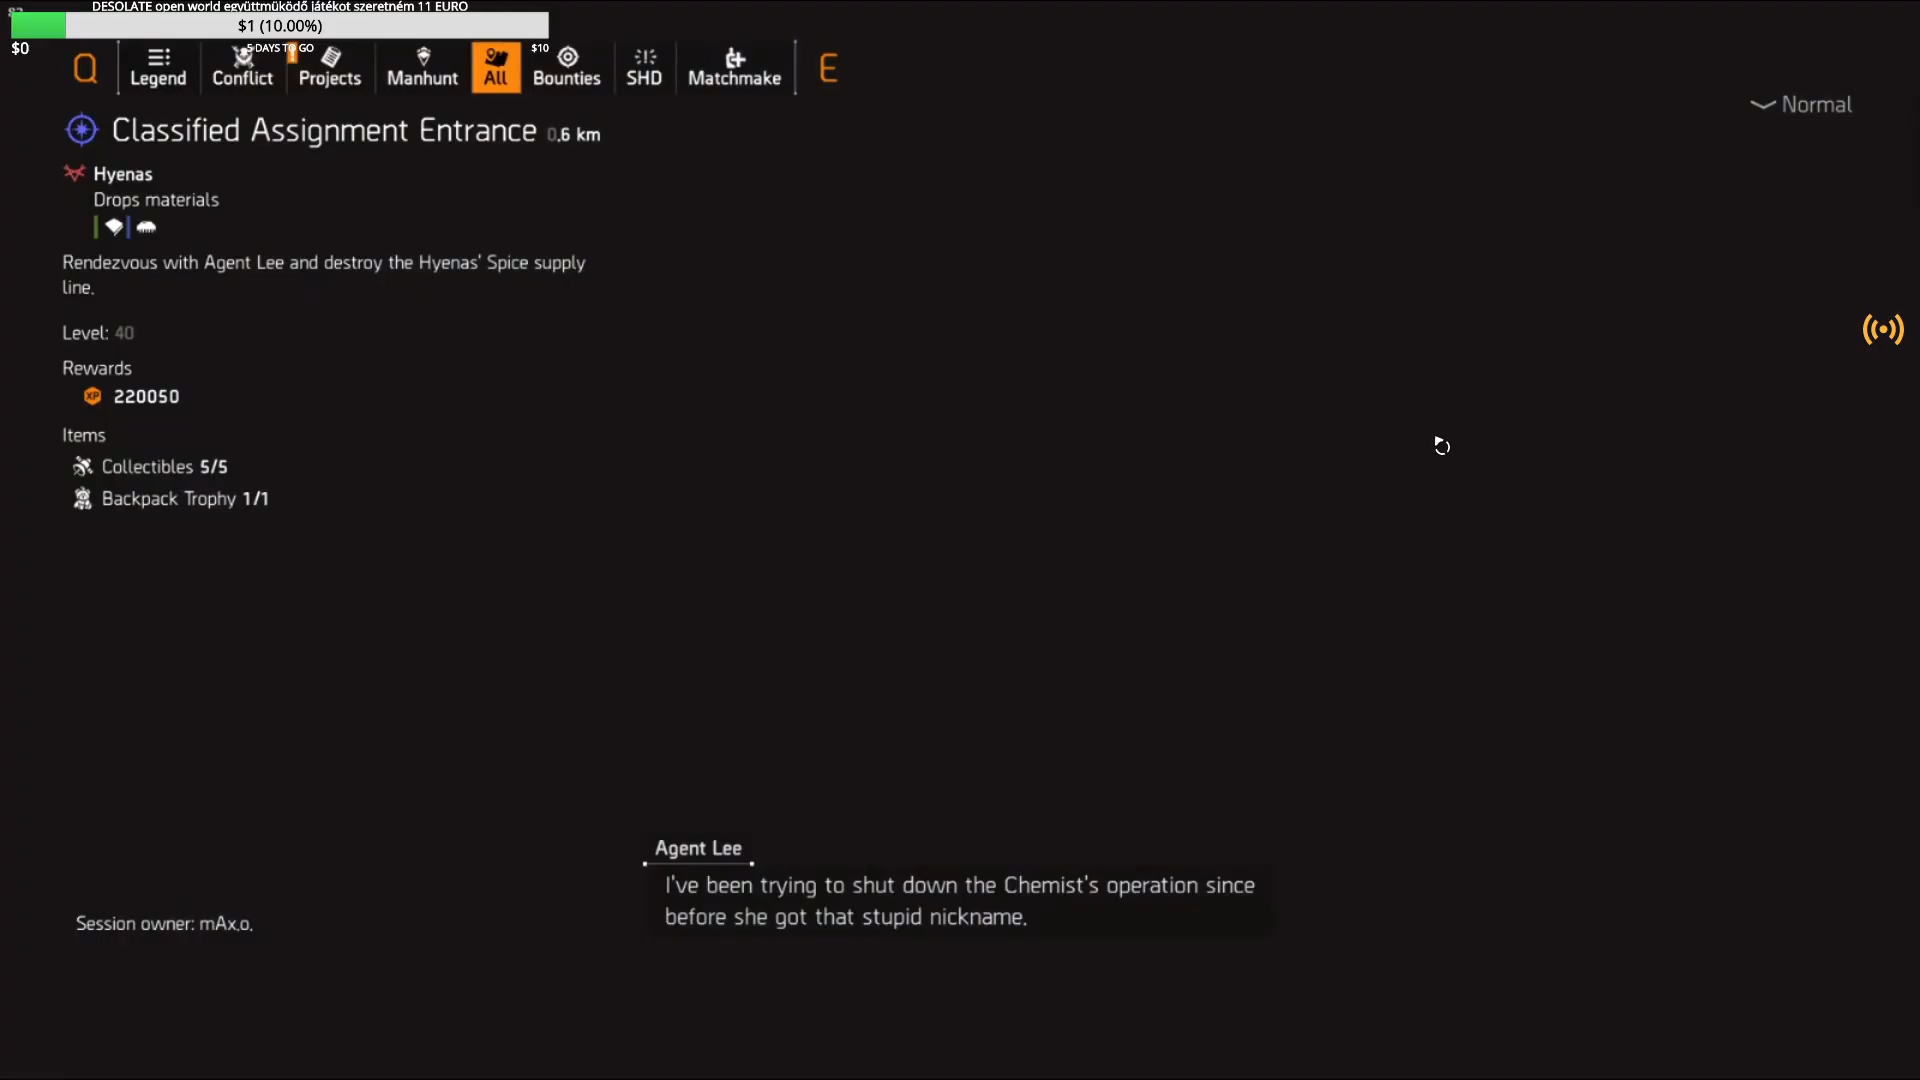 DESOLATE open world együttmüködö játékot szeretném 11 EURO
$1 (10.00%)
$0
5 DAYS TO GO
$10
Q
Legend
Conflict
Projects
Manhunt
All
Bounties
SHD
Matchmake
E
Normal
Classified Assignment Entrance 0.6 km
Hyenas
Drops materials
Rendezvous with Agent Lee and destroy the Hyenas' Spice supply
line.
Level: 40
Rewards
XP 220050
Items
Collectibles 5/5
Backpack Trophy 1/1
Agent Lee
I've been trying to shut down the Chemist's operation since
before she got that stupid nickname.
Session owner: mAx.o.